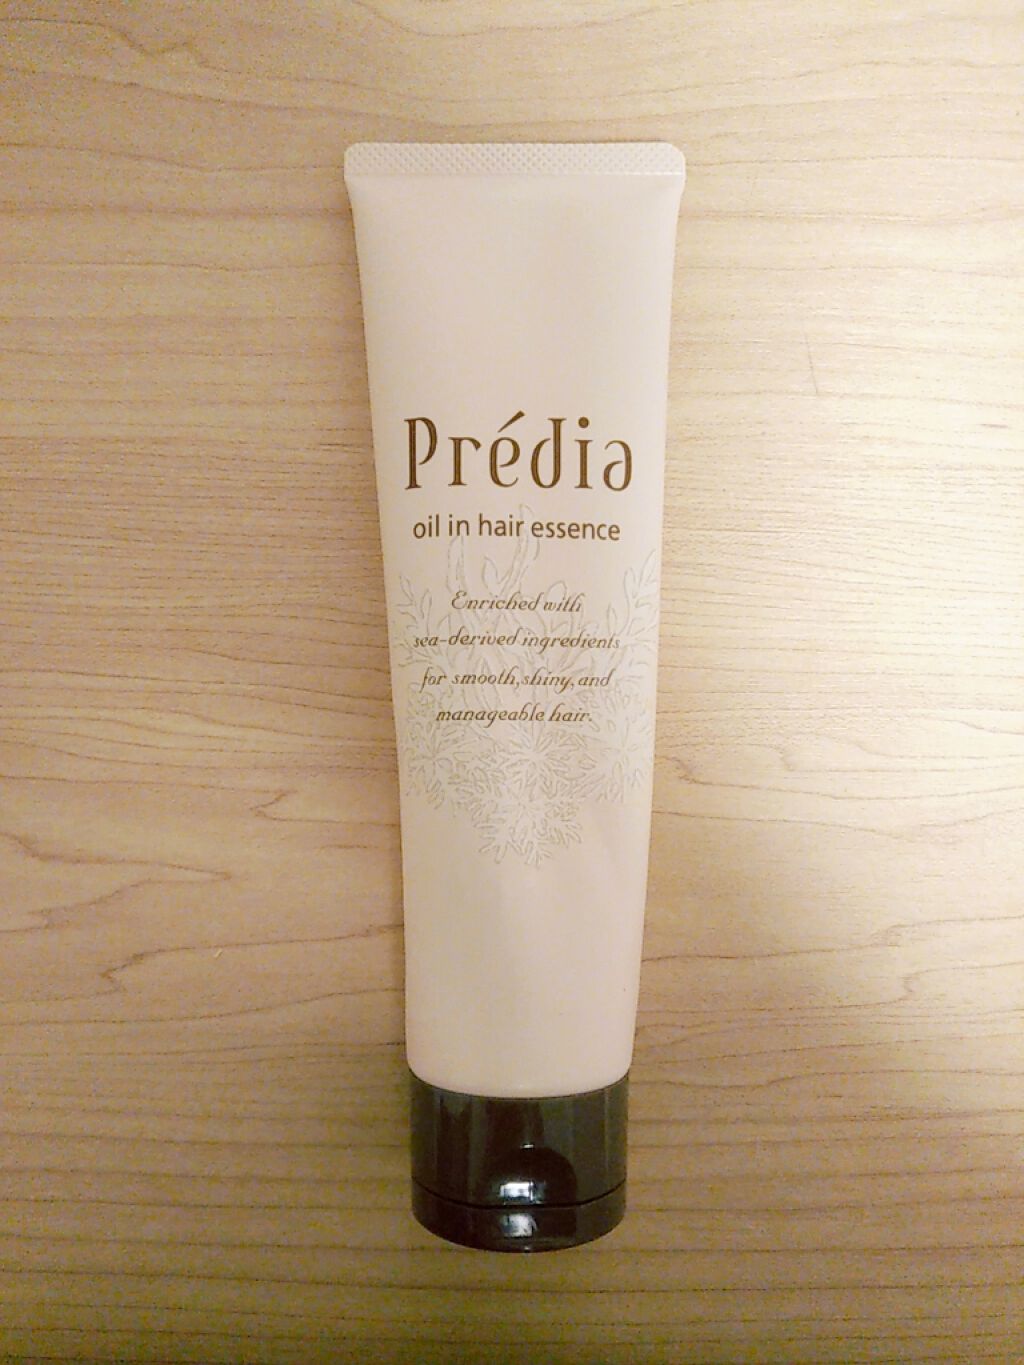 Prédia
oil in hair essence
Enriched with
sea-derived ingredients
for smooth, shiny, and
manageable hair.